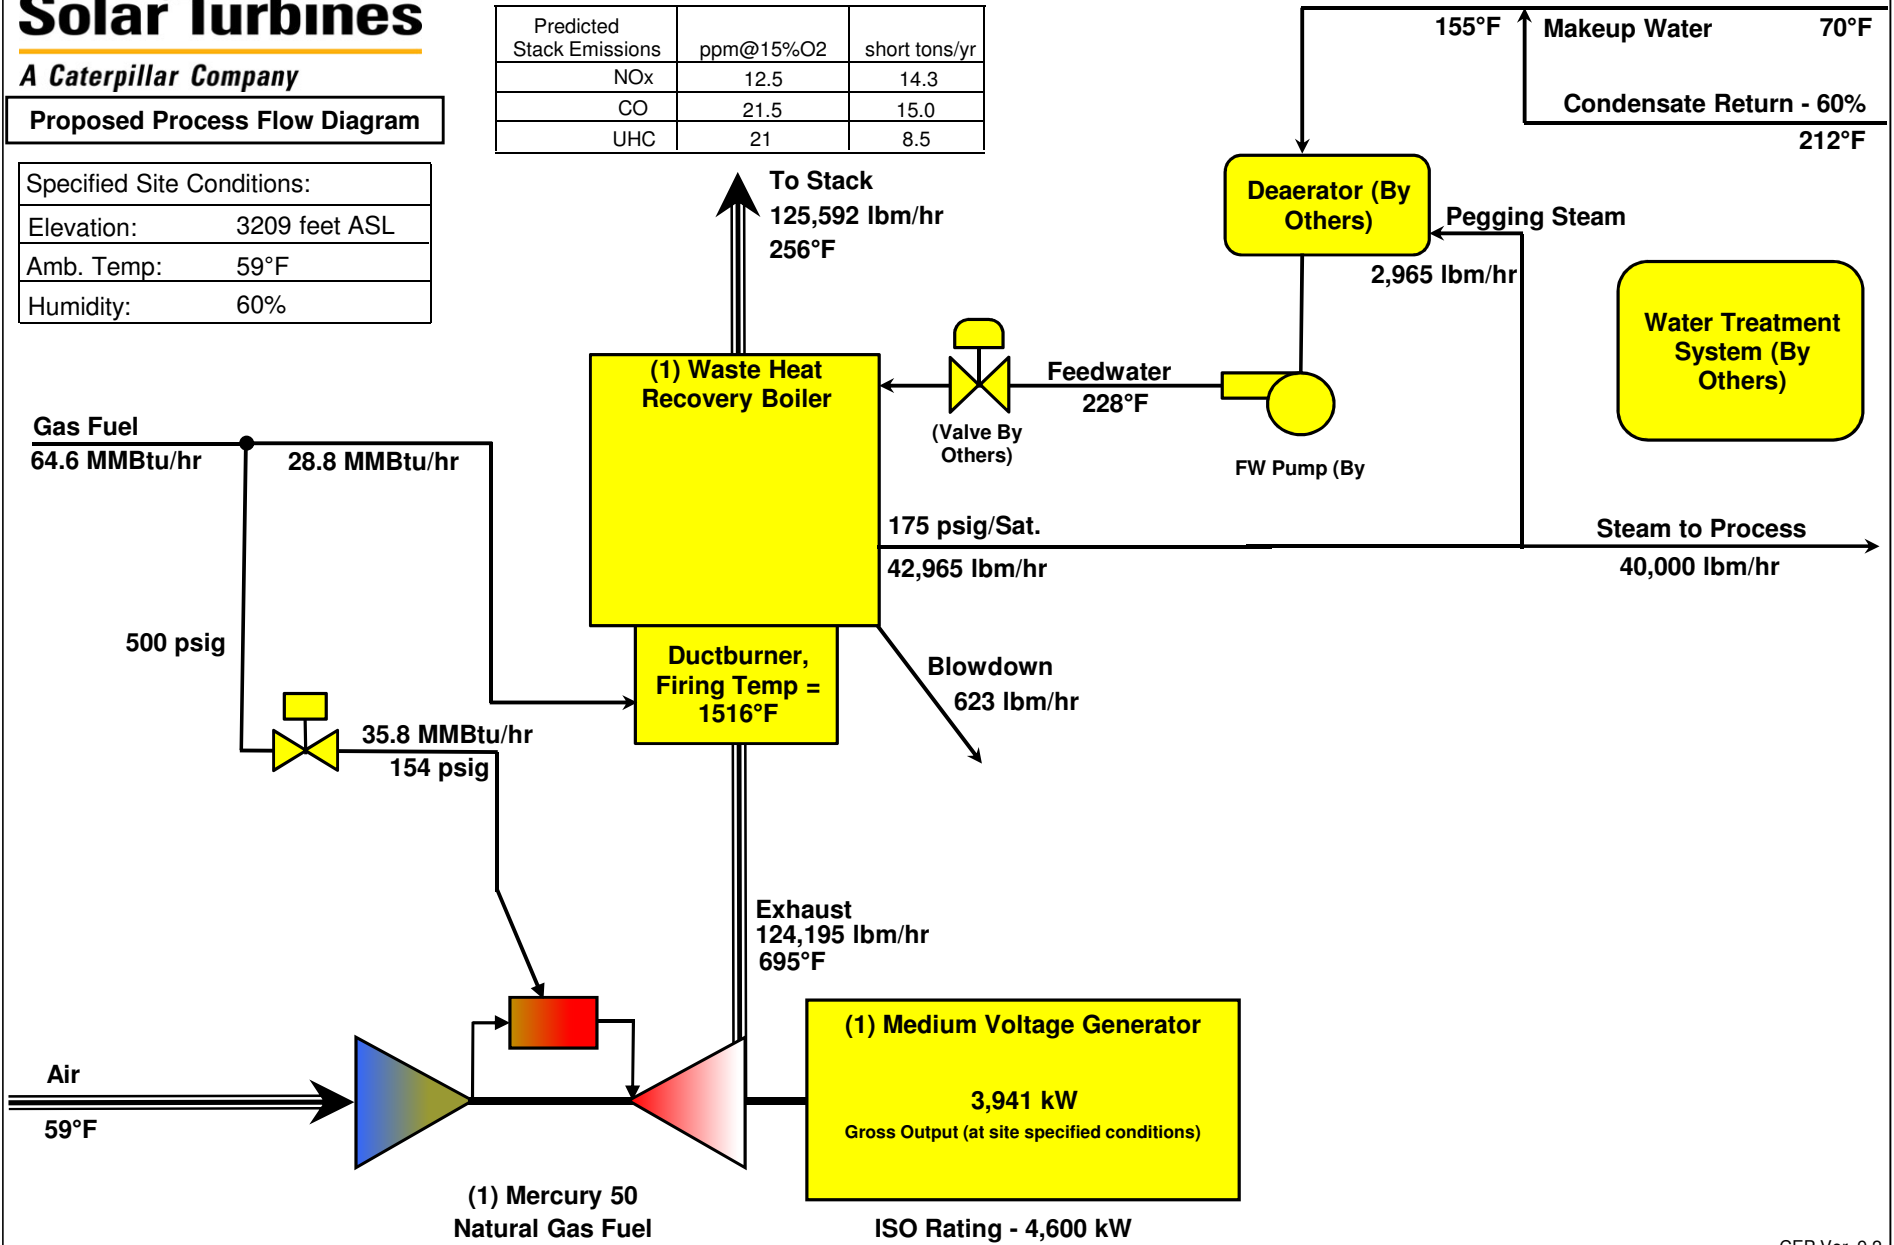 Solar Turbines
A Caterpillar Company
Proposed Process Flow Diagram
Specified Site Conditions:
Elevation: 3209 feet ASL
Amb. Temp: 59°F
Humidity: 60%
Predicted
Stack Emissions ppm@15%O2 short tons/yr
NOx 12.5 14.3
CO 21.5 15.0
UHC 21 8.5
155°F Makeup Water 70°F
Condensate Return - 60%
212°F
To Stack
125,592 lbm/hr
256°F
Deaerator (By
Others)
Pegging Steam
2,965 lbm/hr
Water Treatment
System (By
Others)
(1) Waste Heat
Recovery Boiler
Feedwater
228°F
(Valve By
Others)
FW Pump (By
Gas Fuel
64.6 MMBtu/hr
28.8 MMBtu/hr
175 psig/Sat.
42,965 lbm/hr
Steam to Process
40,000 lbm/hr
500 psig
Ductburner,
Firing Temp =
1516°F
Blowdown
623 lbm/hr
35.8 MMBtu/hr
154 psig
Exhaust
124,195 lbm/hr
695°F
Air
59°F
(1) Medium Voltage Generator
3,941 kW
Gross Output (at site specified conditions)
(1) Mercury 50
Natural Gas Fuel
ISO Rating - 4,600 kW